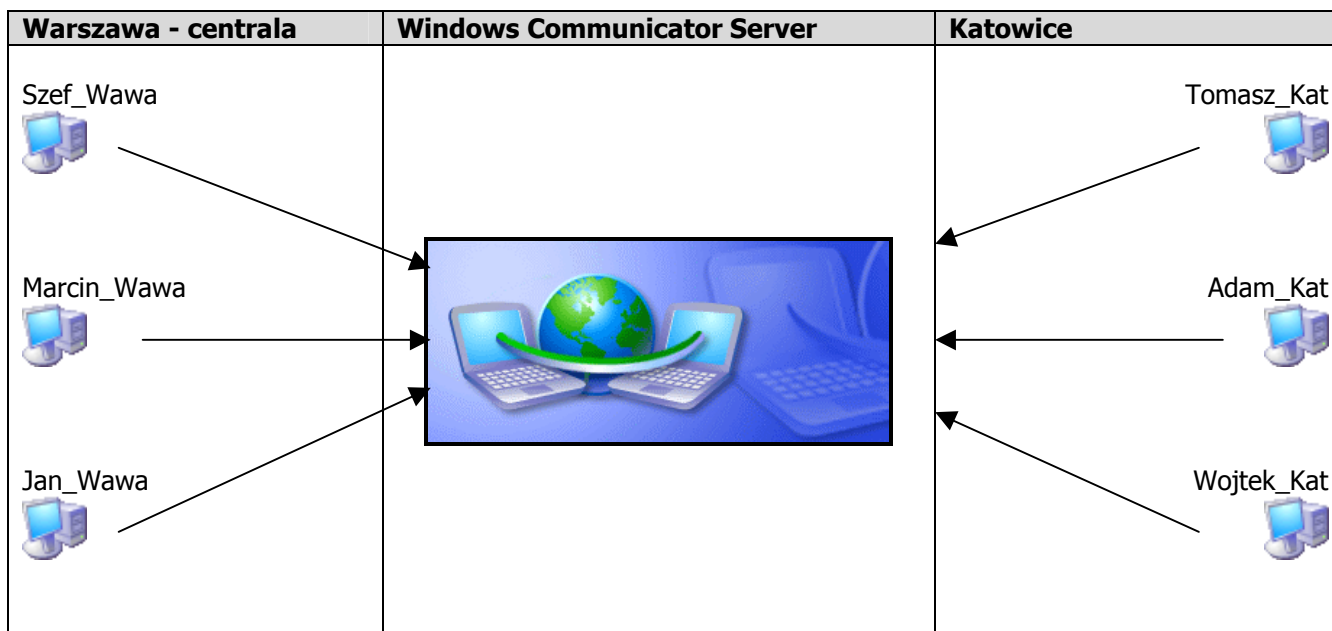 Warszawa - centrala
Windows Communicator Server
Katowice
Szef_Wawa
Tomasz_Kat
Marcin_Wawa
Adam_Kat
Jan_Wawa
Wojtek_Kat